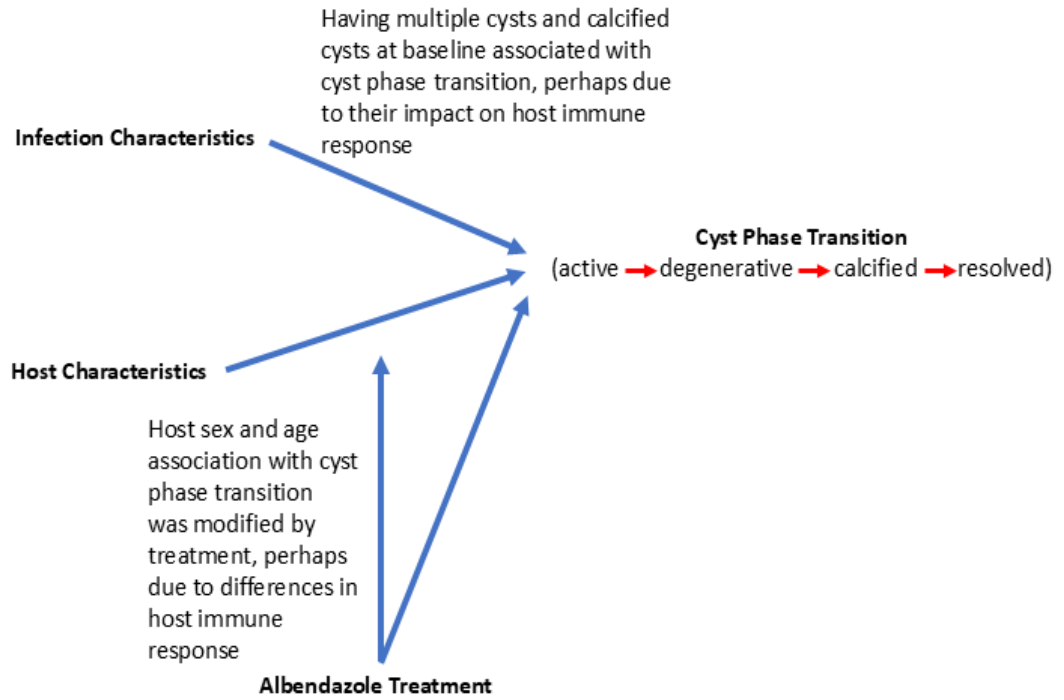 Having multiple cysts and calcified
cysts at baseline associated with
cyst phase transition, perhaps due
to their impact on host immune
response
Infection Characteristics
Cyst Phase Transition
(active degenerative calcified resolved)
Host Characteristics
Host sex and age
association with cyst
phase transition
was modified by
treatment, perhaps
due to differences in
host immune
response
Albendazole Treatment